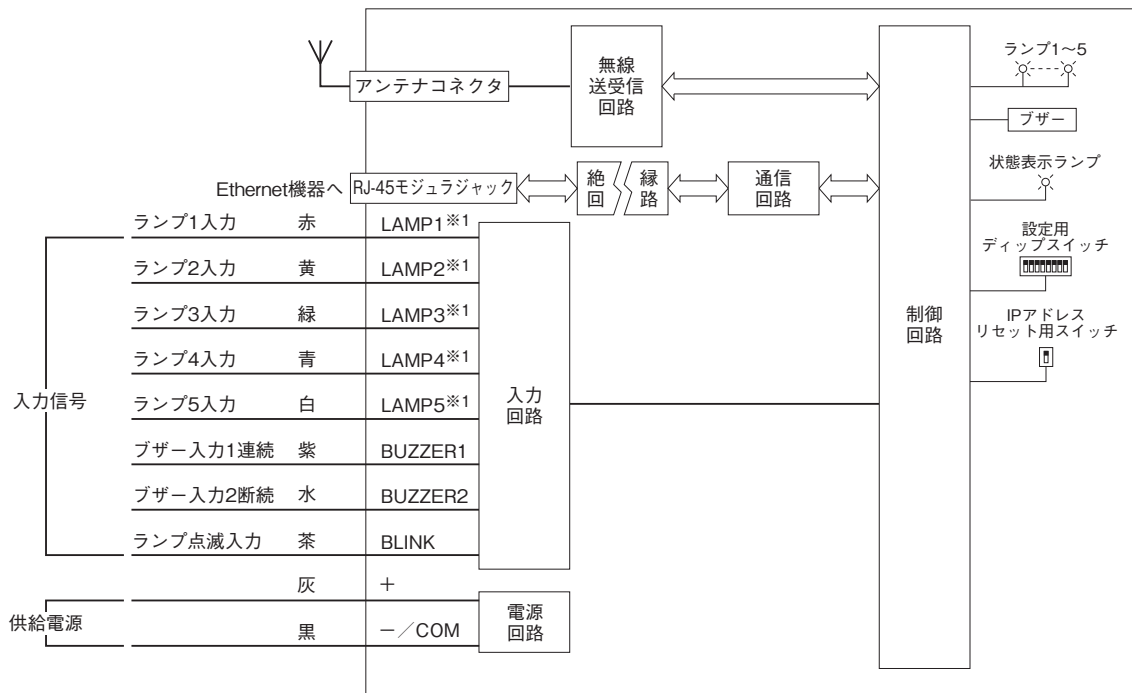 アンテナコネクタ
無線
送受信
回路
ランプ1〜5
ブザー
状態表示ランプ
設定用
ディップスイッチ
IPアドレス
リセット用スイッチ
制御
回路
Ethernet機器へ
RJ-45モジュラジャック
絶縁
回路
通信
回路
入力信号
ランプ1入力 赤 LAMP1※1
ランプ2入力 黄 LAMP2※1
ランプ3入力 緑 LAMP3※1
ランプ4入力 青 LAMP4※1
ランプ5入力 白 LAMP5※1
ブザー入力1連続 紫 BUZZER1
ブザー入力2断続 水 BUZZER2
ランプ点滅入力 茶 BLINK
入力
回路
供給電源
灰 +
黒 −/COM
電源
回路